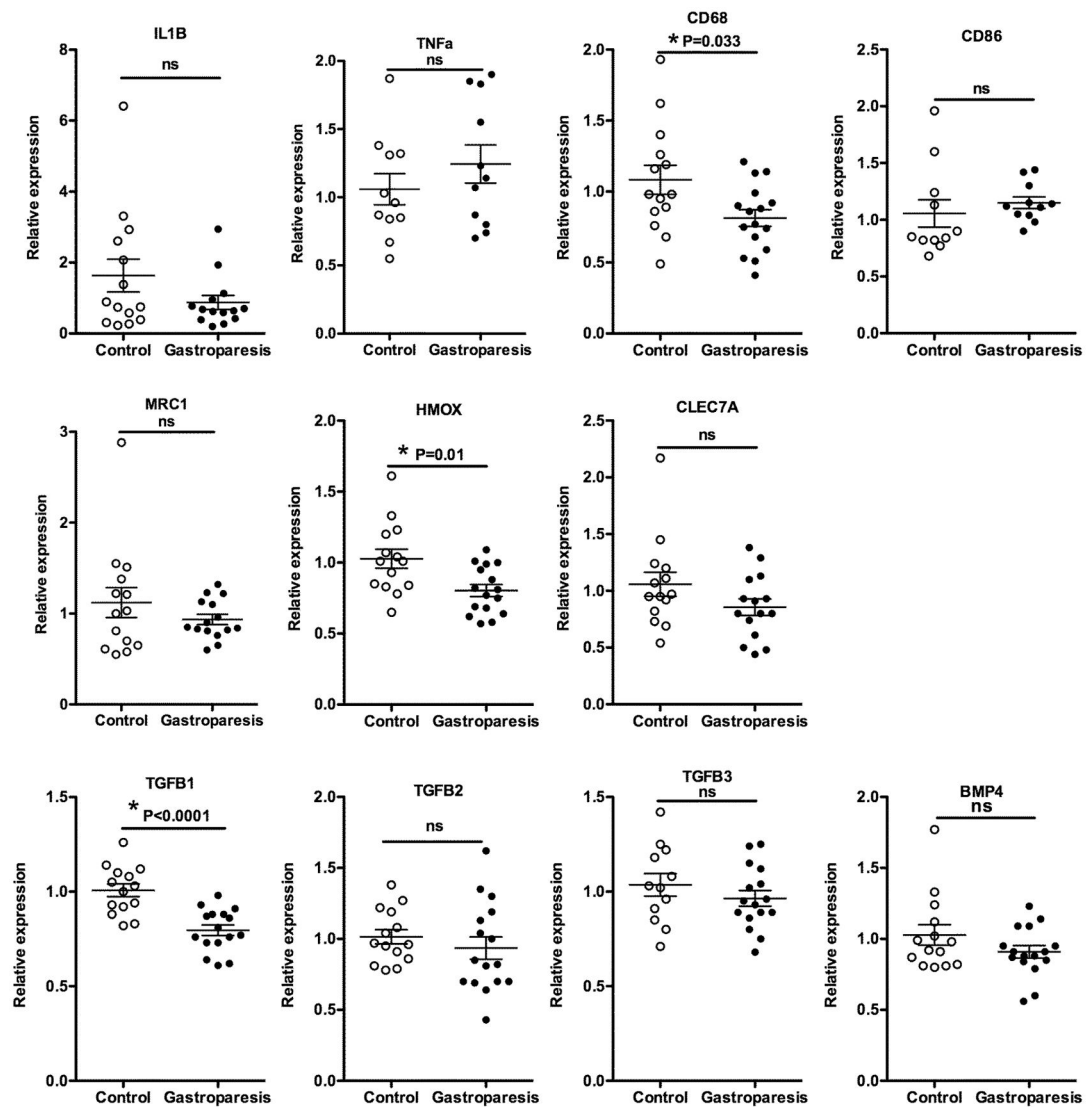 IL1B
ns
Relative expression
8
6
4
2
0
Control Gastroparesis
TNFa
ns
Relative expression
2.0
1.5
1.0
0.5
0.0
Control Gastroparesis
CD68
* P=0.033
Relative expression
2.0
1.5
1.0
0.5
0.0
Control Gastroparesis
CD86
ns
Relative expression
2.5
2.0
1.5
1.0
0.5
0.0
Control Gastroparesis
MRC1
ns
Relative expression
3
2
1
0
Control Gastroparesis
HMOX
* P=0.01
Relative expression
2.0
1.5
1.0
0.5
0.0
Control Gastroparesis
CLEC7A
ns
Relative expression
2.5
2.0
1.5
1.0
0.5
0.0
Control Gastroparesis
TGFB1
* P<0.0001
Relative expression
1.5
1.0
0.5
0.0
Control Gastroparesis
TGFB2
ns
Relative expression
2.0
1.5
1.0
0.5
0.0
Control Gastroparesis
TGFB3
ns
Relative expression
1.5
1.0
0.5
0.0
Control Gastroparesis
BMP4
ns
Relative expression
2.0
1.5
1.0
0.5
0.0
Control Gastroparesis